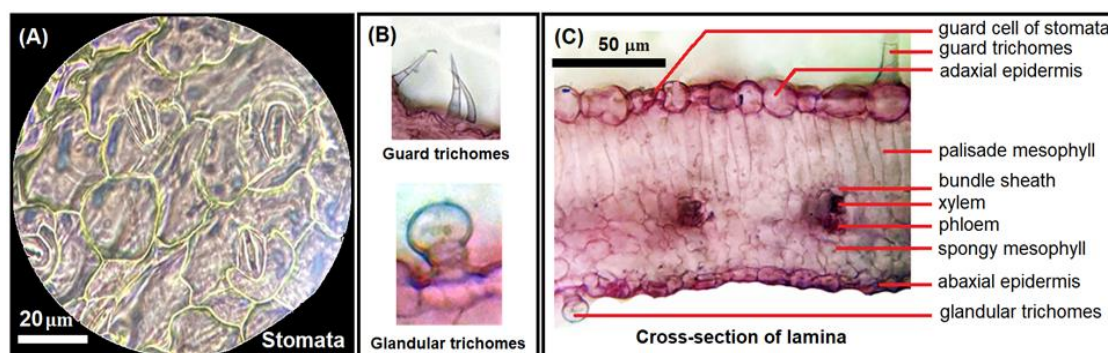 (A)
20 μm
Stomata
(B)
Guard trichomes
Glandular trichomes
(C)
50 μm
guard cell of stomata
guard trichomes
adaxial epidermis
palisade mesophyll
bundle sheath
xylem
phloem
spongy mesophyll
abaxial epidermis
glandular trichomes
Cross-section of lamina